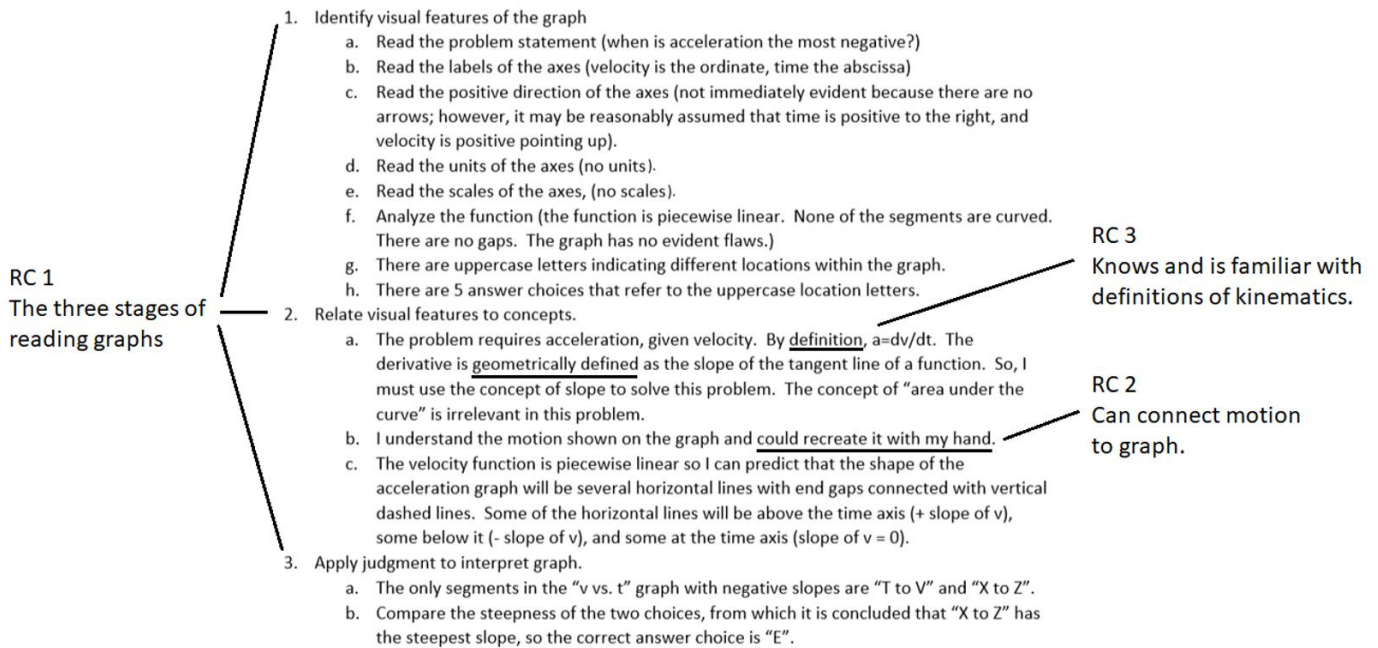 RC 1
The three stages of
reading graphs
1. Identify visual features of the graph
a. Read the problem statement (when is acceleration the most negative?)
b. Read the labels of the axes (velocity is the ordinate, time the abscissa)
c. Read the positive direction of the axes (not immediately evident because there are no
arrows; however, it may be reasonably assumed that time is positive to the right, and
velocity is positive pointing up).
d. Read the units of the axes (no units).
e. Read the scales of the axes, (no scales).
f. Analyze the function (the function is piecewise linear. None of the segments are curved.
There are no gaps. The graph has no evident flaws.)
g. There are uppercase letters indicating different locations within the graph.
h. There are 5 answer choices that refer to the uppercase location letters.
2. Relate visual features to concepts.
a. The problem requires acceleration, given velocity. By definition, a=dv/dt. The
derivative is geometrically defined as the slope of the tangent line of a function. So, I
must use the concept of slope to solve this problem. The concept of “area under the
curve” is irrelevant in this problem.
b. I understand the motion shown on the graph and could recreate it with my hand.
c. The velocity function is piecewise linear so I can predict that the shape of the
acceleration graph will be several horizontal lines with end gaps connected with vertical
dashed lines. Some of the horizontal lines will be above the time axis (+ slope of v),
some below it (- slope of v), and some at the time axis (slope of v = 0).
3. Apply judgment to interpret graph.
a. The only segments in the “v vs. t” graph with negative slopes are “T to V” and “X to Z”.
b. Compare the steepness of the two choices, from which it is concluded that “X to Z” has
the steepest slope, so the correct answer choice is “E”.
RC 3
Knows and is familiar with
definitions of kinematics.
RC 2
Can connect motion
to graph.